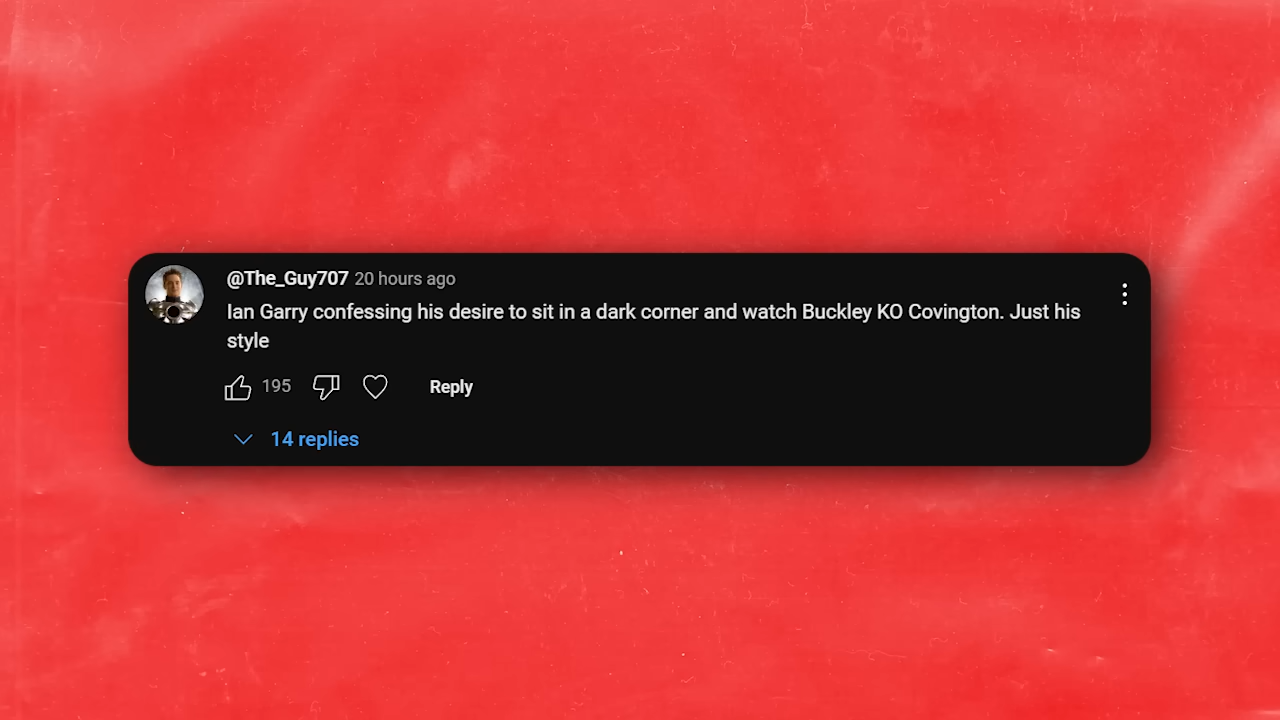 @The_Guy707 20 hours ago
Ian Garry confessing his desire to sit in a dark corner and watch Buckley KO Covington. Just his
style
195 Reply
14 replies